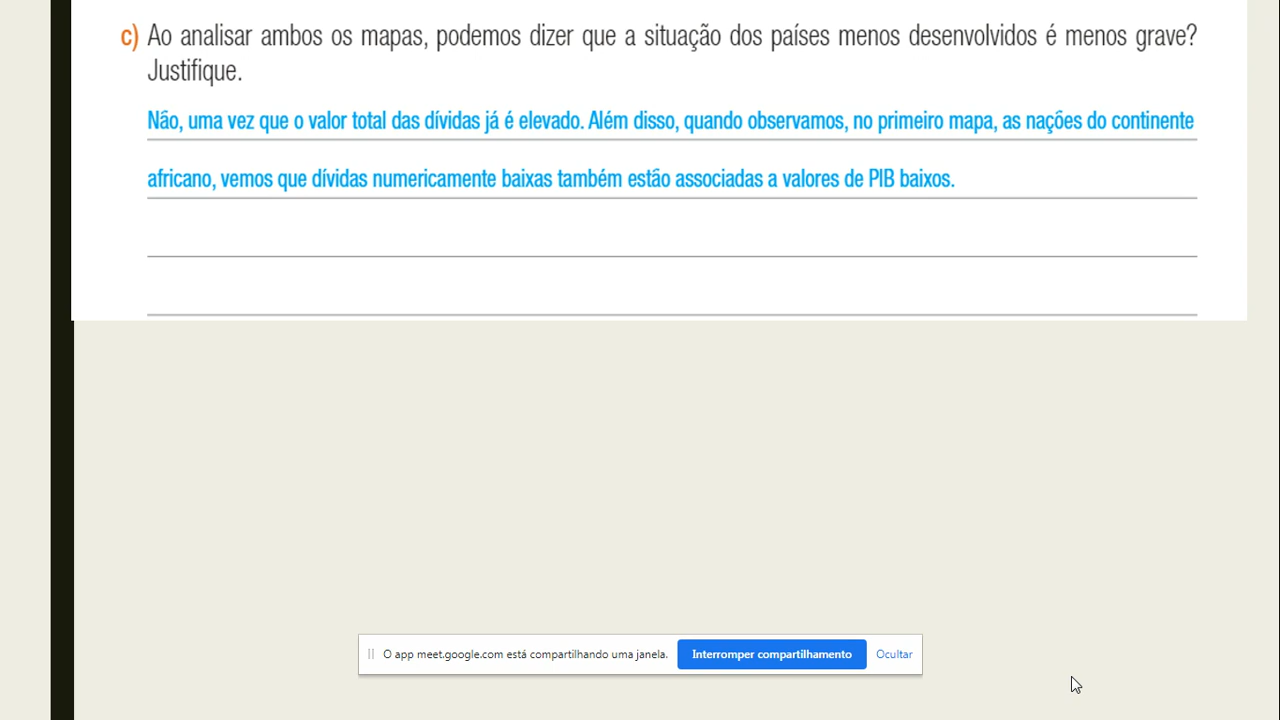 c) Ao analisar ambos os mapas, podemos dizer que a situação dos países menos desenvolvidos é menos grave?
Justifique.
Não, uma vez que o valor total das dívidas já é elevado. Além disso, quando observamos, no primeiro mapa, as nações do continente
africano, vemos que dívidas numericamente baixas também estão associadas a valores de PIB baixos.
O app meet.google.com está compartilhando uma janela. Interromper compartilhamento Ocultar